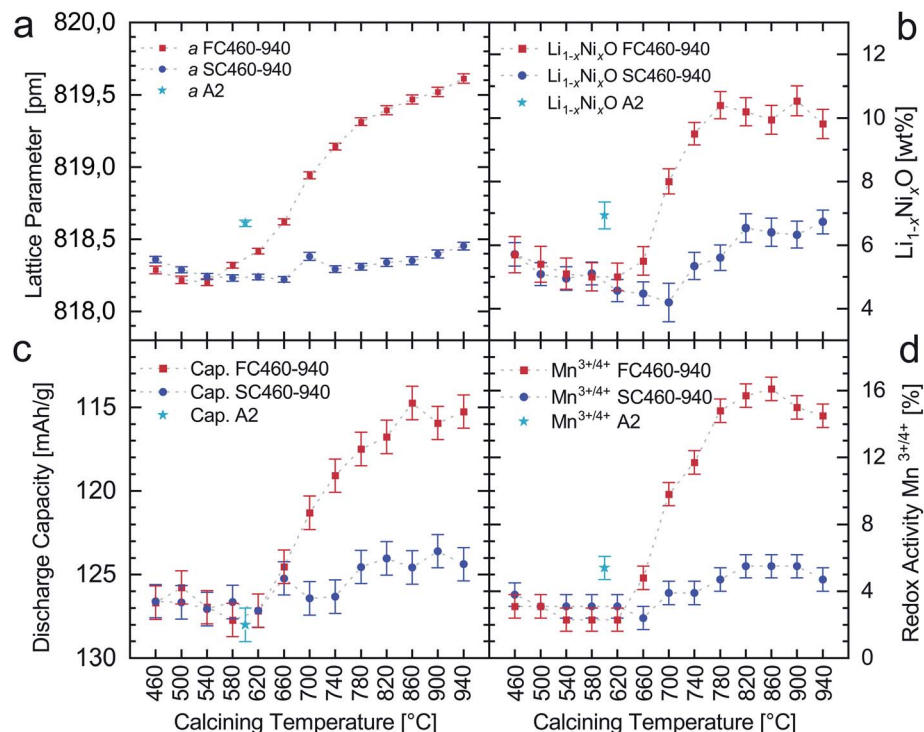 a
b
Lattice Parameter [pm]
820,0
819,5
819,0
818,5
818,0
a FC460-940
a SC460-940
a A2
Li1-xNixO FC460-940
Li1-xNixO SC460-940
Li1-xNixO A2
12
10
8
6
4
Li1-xNixO [wt%]
c
d
Discharge Capacity [mAh/g]
115
120
125
130
Cap. FC460-940
Cap. SC460-940
Cap. A2
Mn3+/4+ FC460-940
Mn3+/4+ SC460-940
Mn3+/4+ A2
16
12
8
4
0
Redox Activity Mn 3+/4+ [%]
460 500 540 580 620 660 700 740 780 820 860 900 940
460 500 540 580 620 660 700 740 780 820 860 900 940
Calcining Temperature [°C]
Calcining Temperature [°C]